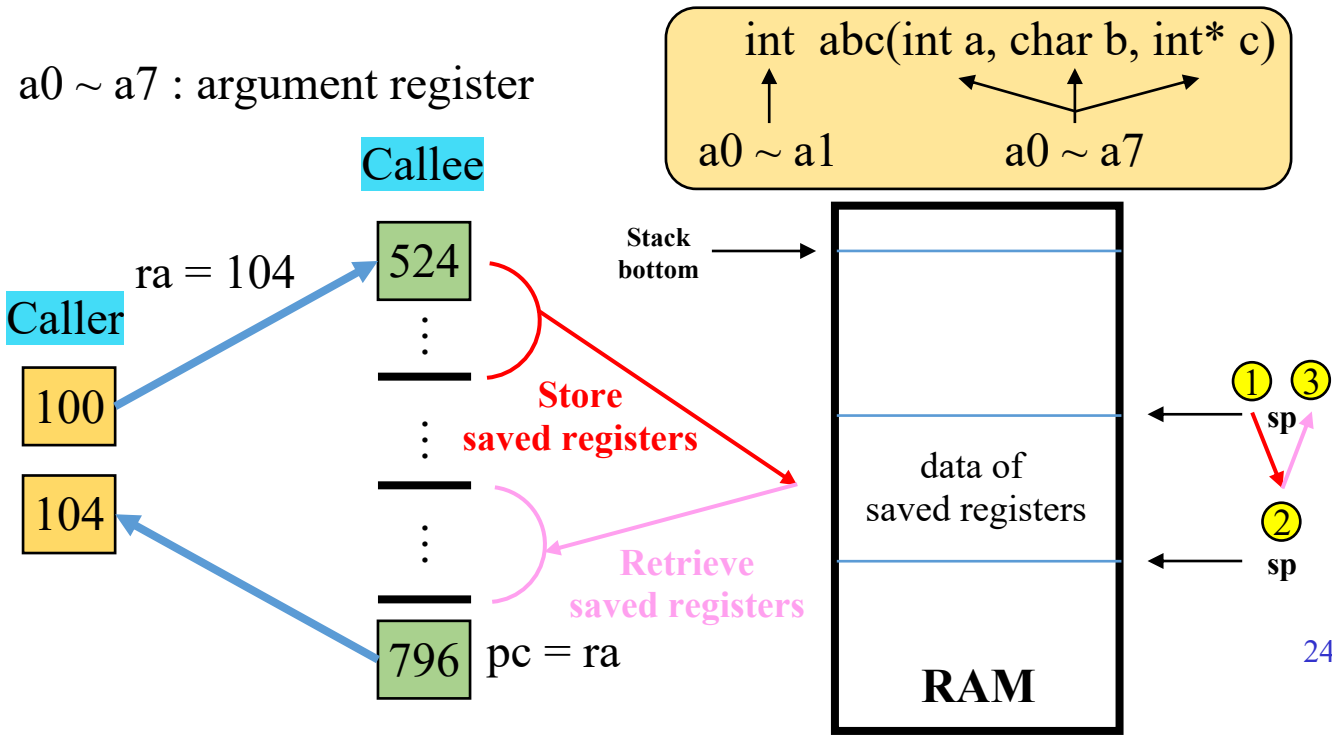 int abc(int a, char b, int* c)
a0 ~ a7 : argument register
a0 ~ a1
a0 ~ a7
Callee
524
ra = 104
Caller
⋮
100
Store
saved registers
⋮
104
⋮
Retrieve
saved registers
796
pc = ra
Stack
bottom
1
3
sp
data of
saved registers
2
sp
RAM
24